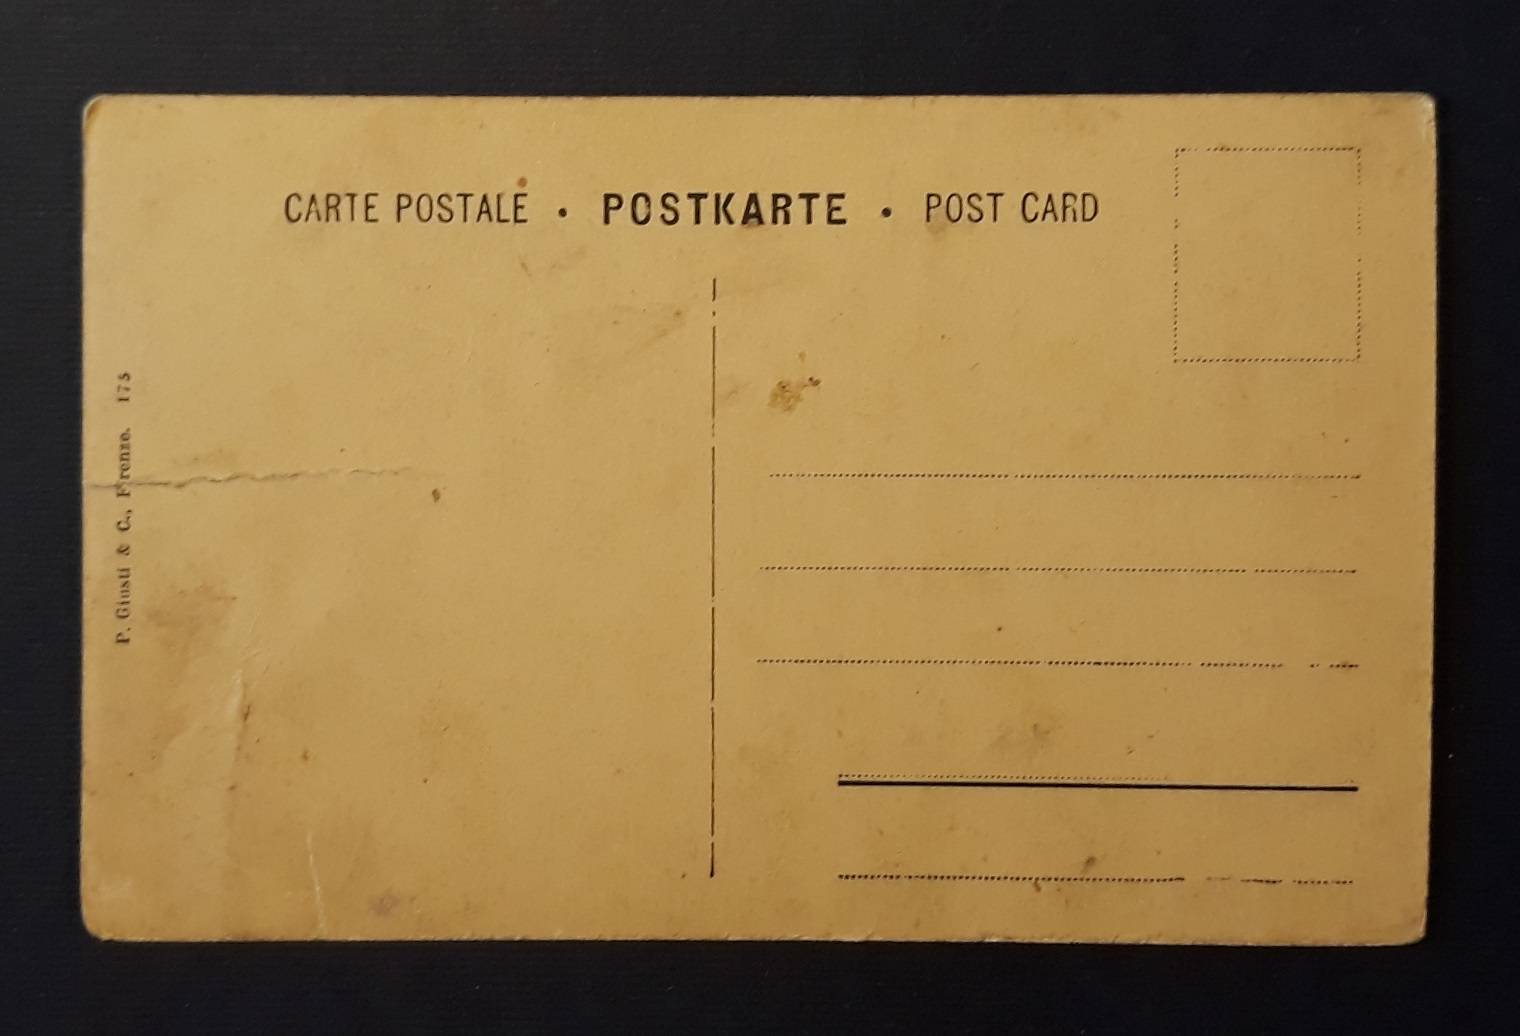 CARTE POSTALE • POSTKARTE • POST CARD
P. Giusti & C., Firenze. 175